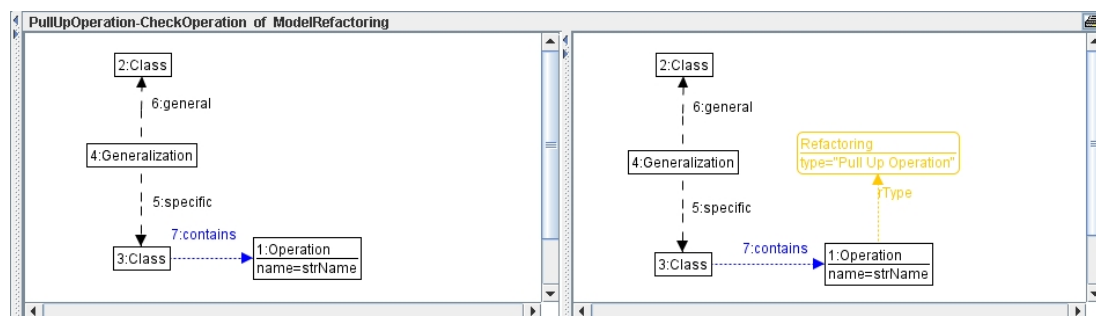 PullUpOperation-CheckOperation of ModelRefactoring
2:Class
6:general
4:Generalization
5:specific
7:contains
3:Class
1:Operation
name=strName
2:Class
6:general
Refactoring
type="Pull Up Operation"
4:Generalization
rType
5:specific
7:contains
3:Class
1:Operation
name=strName